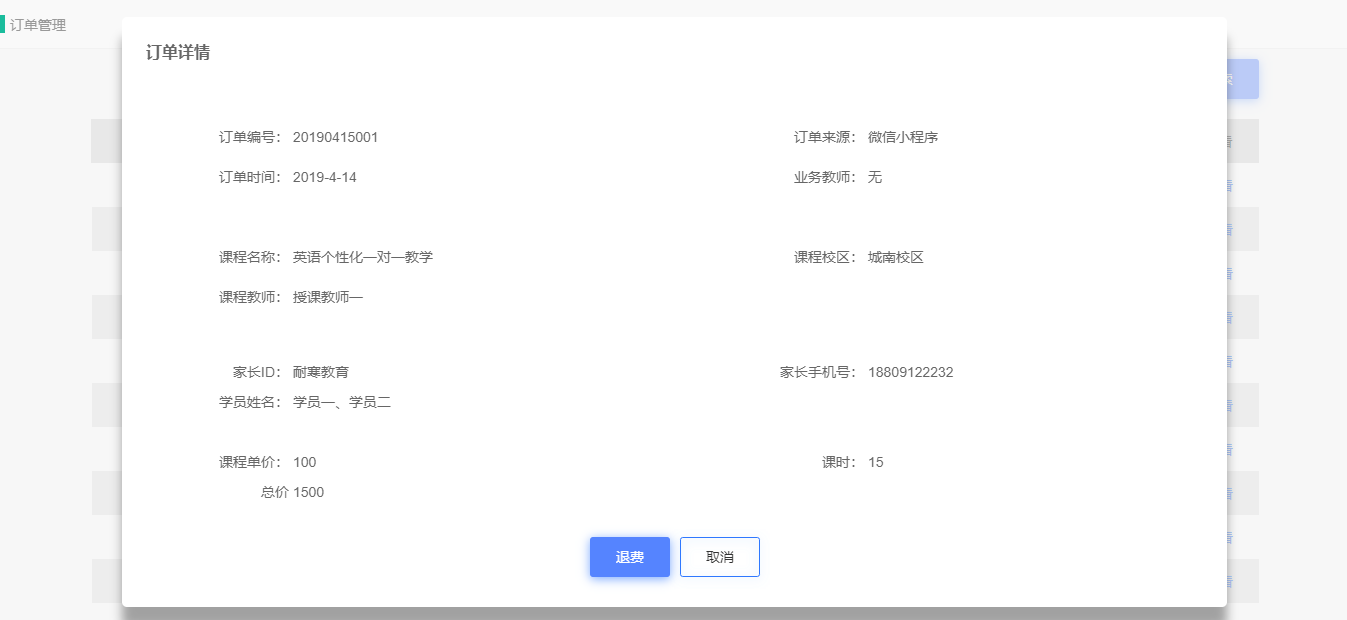 订单管理
订单详情
订单编号： 20190415001
订单来源： 微信小程序
订单时间： 2019-4-14
业务教师： 无
课程名称： 英语个性化一对一教学
课程校区： 城南校区
课程教师： 授课教师一
家长ID： 耐寒教育
家长手机号： 18809122232
学员姓名： 学员一、学员二
课程单价： 100
课时： 15
总价 1500
退费
取消